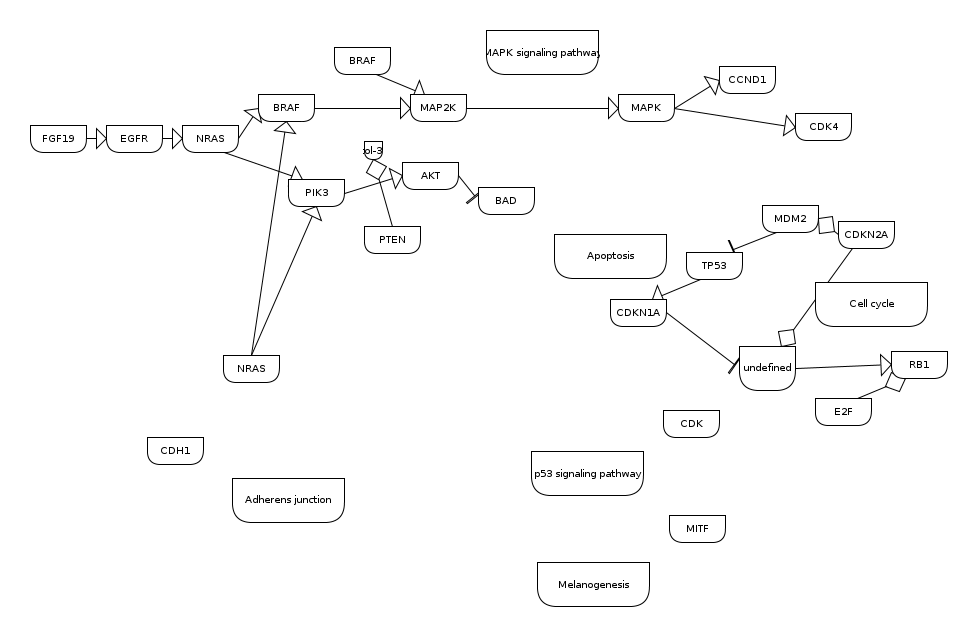 MAPK signaling pathway
BRAF
CCND1
BRAF
MAP2K
MAPK
CDK4
FGF19
EGFR
NRAS
ol-3
AKT
PIK3
BAD
MDM2
PTEN
CDKN2A
Apoptosis
TP53
CDKN1A
Cell cycle
NRAS
undefined
RB1
E2F
CDK
CDH1
p53 signaling pathway
Adherens junction
MITF
Melanogenesis